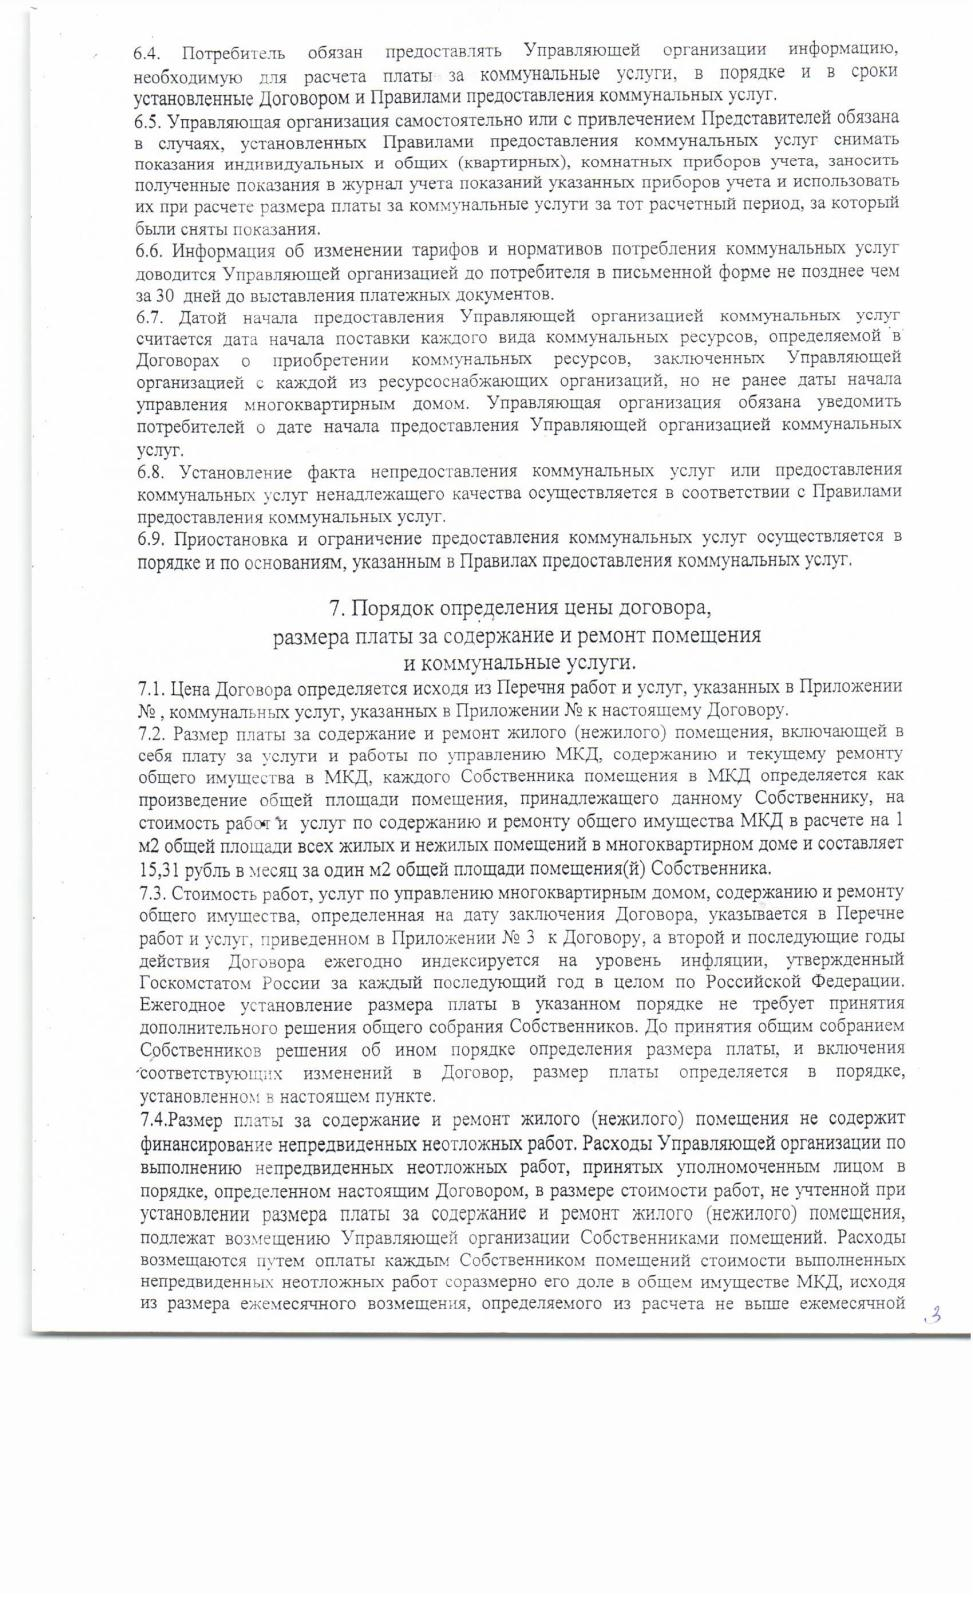 6.4. Потребитель обязан предоставлять Управляющей организации информацию,
необходимую для расчета платы за коммунальные услуги, в порядке и в сроки
установленные Договором и Правилами предоставления коммунальных услуг.
6.5. Управляющая организация самостоятельно или с привлечением Представителей обязана
в случаях, установленных Правилами предоставления коммунальных услуг снимать
показания индивидуальных и общих (квартирных), комнатных приборов учета, заносить
полученные показания в журнал учета показаний указанных приборов учета и использовать
их при расчете размера платы за коммунальные услуги за тот расчетный период, за который
были сняты показания.
6.6. Информация об изменении тарифов и нормативов потребления коммунальных услуг
доводится Управляющей организацией до потребителя в письменной форме не позднее чем
за 30 дней до выставления платежных документов.
6.7. Датой начала предоставления Управляющей организацией коммунальных услуг
считается дата начала поставки каждого вида коммунальных ресурсов, определяемой в
Договорах о приобретении коммунальных ресурсов, заключенных Управляющей
организацией с каждой из ресурсоснабжающих организаций, но не ранее даты начала
управления многоквартирным домом. Управляющая организация обязана уведомить
потребителей о дате начала предоставления Управляющей организацией коммунальных
услуг.
6.8. Установление факта непредоставления коммунальных услуг или предоставления
коммунальных услуг ненадлежащего качества осуществляется в соответствии с Правилами
предоставления коммунальных услуг.
6.9. Приостановка и ограничение предоставления коммунальных услуг осуществляется в
порядке и по основаниям, указанным в Правилах предоставления коммунальных услуг.
7. Порядок определения цены договора,
размера платы за содержание и ремонт помещения
и коммунальные услуги.
7.1. Цена Договора определяется исходя из Перечня работ и услуг, указанных в Приложении
№ , коммунальных услуг, указанных в Приложении № к настоящему Договору.
7.2. Размер платы за содержание и ремонт жилого (нежилого) помещения, включающей в
себя плату за услуги и работы по управлению МКД, содержанию и текущему ремонту
общего имущества в МКД, каждого Собственника помещения в МКД определяется как
произведение общей площади помещения, принадлежащего данному Собственнику, на
стоимость работ и услуг по содержанию и ремонту общего имущества МКД в расчете на 1
м2 общей площади всех жилых и нежилых помещений в многоквартирном доме и составляет
15,31 рубль в месяц за один м2 общей площади помещения(й) Собственника.
7.3. Стоимость работ, услуг по управлению многоквартирным домом, содержанию и ремонту
общего имущества, определенная на дату заключения Договора, указывается в Перечне
работ и услуг, приведенном в Приложении № 3 к Договору, а второй и последующие годы
действия Договора ежегодно индексируется на уровень инфляции, утвержденный
Госкомстатом России за каждый последующий год в целом по Российской Федерации.
Ежегодное установление размера платы в указанном порядке не требует принятия
дополнительного решения общего собрания Собственников. До принятия общим собранием
Собственников решения об ином порядке определения размера платы, и включения
соответствующих изменений в Договор, размер платы определяется в порядке,
установленном в настоящем пункте.
7.4.Размер платы за содержание и ремонт жилого (нежилого) помещения не содержит
финансирование непредвиденных неотложных работ. Расходы Управляющей организации по
выполнению непредвиденных неотложных работ, принятых уполномоченным лицом в
порядке, определенном настоящим Договором, в размере стоимости работ, не учтенной при
установлении размера платы за содержание и ремонт жилого (нежилого) помещения,
подлежат возмещению Управляющей организации Собственниками помещений. Расходы
возмещаются путем оплаты каждым Собственником помещений стоимости выполненных
непредвиденных неотложных работ соразмерно его доле в общем имуществе МКД, исходя
из размера ежемесячного возмещения, определяемого из расчета не выше ежемесячной
3